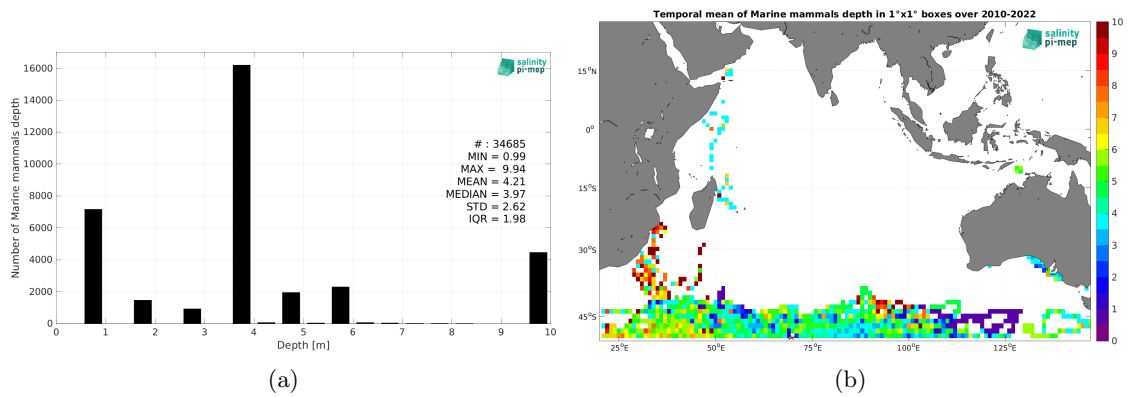 Temporal mean of Marine mammals depth in 1°x1° boxes over 2010-2022
salinity
pi-mep
16000
14000
12000
10000
8000
6000
4000
2000
0
Number of Marine mammals depth
# : 34685
MIN = 0.99
MAX = 9.94
MEAN = 4.21
MEDIAN = 3.97
STD = 2.62
IQR = 1.98
0 1 2 3 4 5 6 7 8 9 10
Depth [m]
(a)
salinity
pi-mep
15°N
0°
15°S
30°S
45°S
25°E 50°E 75°E 100°E 125°E
10
9
8
7
6
5
4
3
2
1
0
(b)